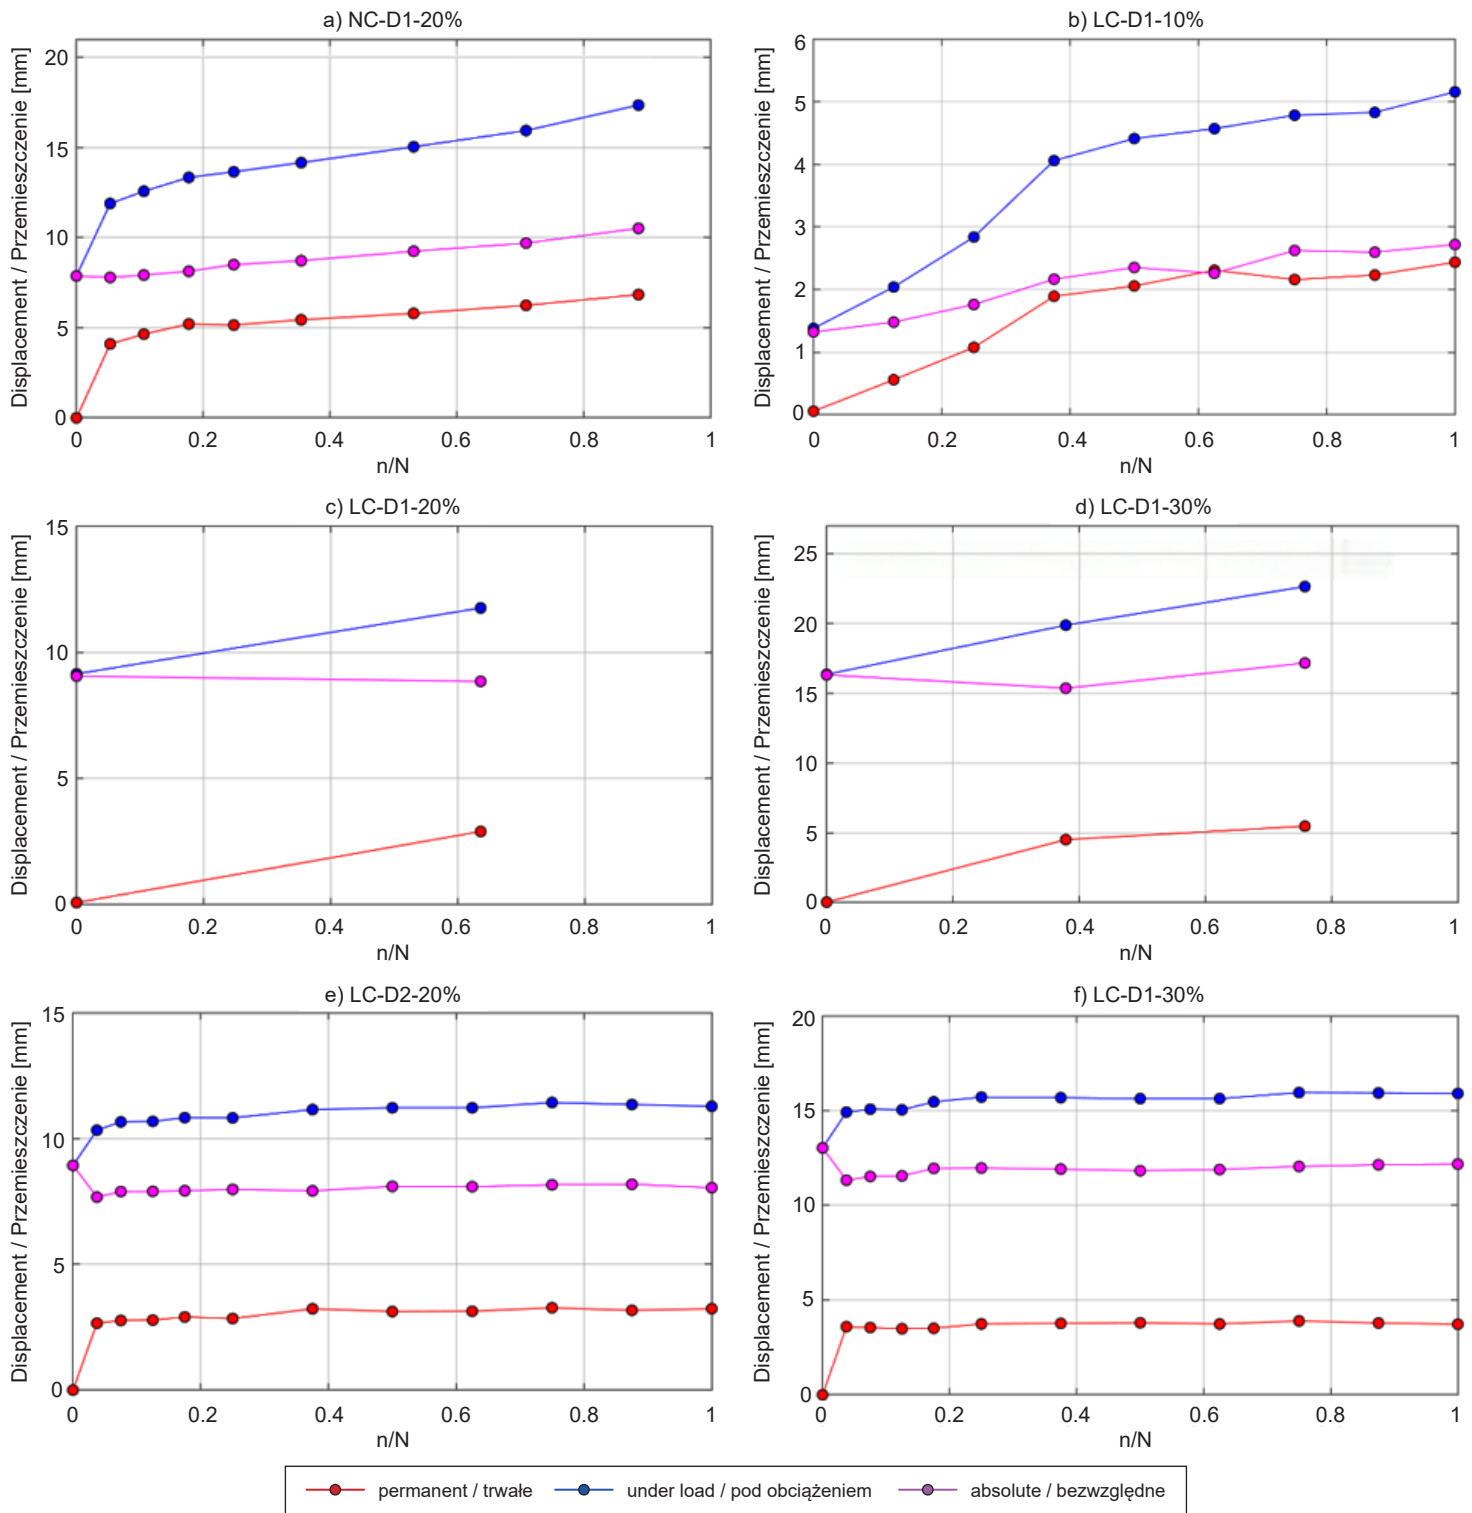 a) NC-D1-20%
Displacement / Przemieszczenie [mm]
20
15
10
5
0
0 0.2 0.4 0.6 0.8 1
n/N
b) LC-D1-10%
Displacement / Przemieszczenie [mm]
6
5
4
3
2
1
0
0 0.2 0.4 0.6 0.8 1
n/N
c) LC-D1-20%
Displacement / Przemieszczenie [mm]
15
10
5
0
0 0.2 0.4 0.6 0.8 1
n/N
d) LC-D1-30%
Displacement / Przemieszczenie [mm]
25
20
15
10
5
0
0 0.2 0.4 0.6 0.8 1
n/N
e) LC-D2-20%
Displacement / Przemieszczenie [mm]
15
10
5
0
0 0.2 0.4 0.6 0.8 1
n/N
f) LC-D1-30%
Displacement / Przemieszczenie [mm]
20
15
10
5
0
0 0.2 0.4 0.6 0.8 1
n/N
permanent / trwałe under load / pod obciążeniem absolute / bezwzględne